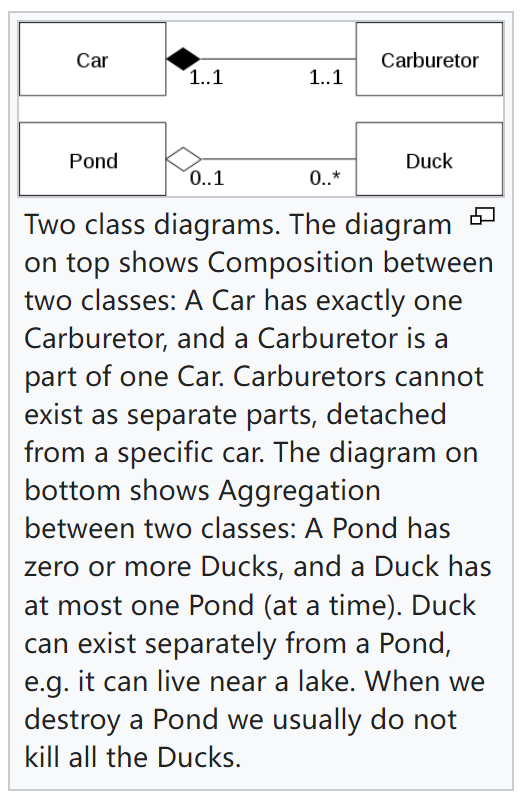 Car
1..1
1..1
Carburetor
Pond
0..1
0..*
Duck
Two class diagrams. The diagram
on top shows Composition between
two classes: A Car has exactly one
Carburetor, and a Carburetor is a
part of one Car. Carburetors cannot
exist as separate parts, detached
from a specific car. The diagram on
bottom shows Aggregation
between two classes: A Pond has
zero or more Ducks, and a Duck has
at most one Pond (at a time). Duck
can exist separately from a Pond,
e.g. it can live near a lake. When we
destroy a Pond we usually do not
kill all the Ducks.